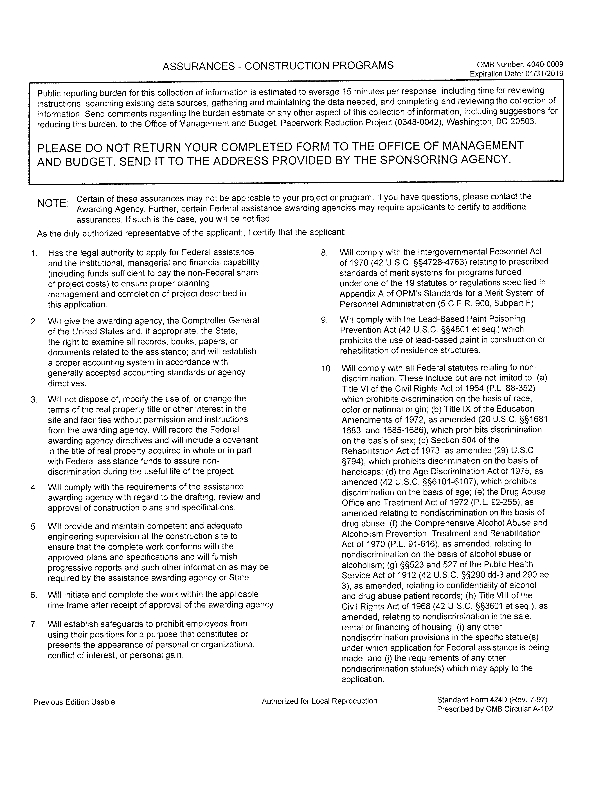 ASSURANCES - CONSTRUCTION PROGRAMS
OMB Number: 4040-0009
Expiration Date: 01/31/2019
Public reporting burden for this collection of information is estimated to average 15 minutes per response, including time for reviewing
instructions, searching existing data sources, gathering and maintaining the data needed, and completing and reviewing the collection of
information. Send comments regarding the burden estimate or any other aspect of this collection of information, including suggestions for
reducing this burden, to the Office of Management and Budget, Paperwork Reduction Project (0348-0042), Washington, DC 20503.
PLEASE DO NOT RETURN YOUR COMPLETED FORM TO THE OFFICE OF MANAGEMENT
AND BUDGET. SEND IT TO THE ADDRESS PROVIDED BY THE SPONSORING AGENCY.
NOTE: Certain of these assurances may not be applicable to your project or program. If you have questions, please contact the
Awarding Agency. Further, certain Federal assistance awarding agencies may require applicants to certify to additional
assurances. If such is the case, you will be notified.
As the duly authorized representative of the applicant, I certify that the applicant:
1. Has the legal authority to apply for Federal assistance
and the institutional, managerial and financial capability
(including funds sufficient to pay the non-Federal share
of project costs) to ensure proper planning,
management and completion of project described in
this application.
2. Will give the awarding agency, the Comptroller General
of the United States and, if appropriate, the State,
the right to examine all records, books, papers, or
documents related to the assistance; and will establish
a proper accounting system in accordance with
generally accepted accounting standards or agency
directives.
3. Will not dispose of, modify the use of, or change the
terms of the real property title or other interest in the
site and facilities without permission and instructions
from the awarding agency. Will record the Federal
awarding agency directives and will include a covenant
in the title of real property acquired in whole or in part
with Federal assistance funds to assure non-
discrimination during the useful life of the project.
4. Will comply with the requirements of the assistance
awarding agency with regard to the drafting, review and
approval of construction plans and specifications.
5. Will provide and maintain competent and adequate
engineering supervision at the construction site to
ensure that the complete work conforms with the
approved plans and specifications and will furnish
progressive reports and such other information as may be
required by the assistance awarding agency or State.
6. Will initiate and complete the work within the applicable
time frame after receipt of approval of the awarding agency.
7. Will establish safeguards to prohibit employees from
using their positions for a purpose that constitutes or
presents the appearance of personal or organizational
conflict of interest, or personal gain.
8. Will comply with the Intergovernmental Personnel Act
of 1970 (42 U.S.C. §§4728-4763) relating to prescribed
standards of merit systems for programs funded
under one of the 19 statutes or regulations specified in
Appendix A of OPM's Standards for a Merit System of
Personnel Administration (5 C.F.R. 900, Subpart F).
9. Will comply with the Lead-Based Paint Poisoning
Prevention Act (42 U.S.C. §§4801 et seq.) which
prohibits the use of lead-based paint in construction or
rehabilitation of residence structures.
10. Will comply with all Federal statutes relating to non-
discrimination. These include but are not limited to: (a)
Title VI of the Civil Rights Act of 1964 (P.L. 88-352)
which prohibits discrimination on the basis of race,
color or national origin; (b) Title IX of the Education
Amendments of 1972, as amended (20 U.S.C. §§1681
1683, and 1685-1686), which prohibits discrimination
on the basis of sex; (c) Section 504 of the
Rehabilitation Act of 1973, as amended (29) U.S.C.
§794), which prohibits discrimination on the basis of
handicaps; (d) the Age Discrimination Act of 1975, as
amended (42 U.S.C. §§6101-6107), which prohibits
discrimination on the basis of age; (e) the Drug Abuse
Office and Treatment Act of 1972 (P.L. 92-255), as
amended relating to nondiscrimination on the basis of
drug abuse; (f) the Comprehensive Alcohol Abuse and
Alcoholism Prevention, Treatment and Rehabilitation
Act of 1970 (P.L. 91-616), as amended, relating to
nondiscrimination on the basis of alcohol abuse or
alcoholism; (g) §§523 and 527 of the Public Health
Service Act of 1912 (42 U.S.C. §§290 dd-3 and 290 ee
3), as amended, relating to confidentiality of alcohol
and drug abuse patient records; (h) Title VIII of the
Civil Rights Act of 1968 (42 U.S.C. §§3601 et seq.), as
amended, relating to nondiscrimination in the sale,
rental or financing of housing; (i) any other
nondiscrimination provisions in the specific statue(s)
under which application for Federal assistance is being
made; and (j) the requirements of any other
nondiscrimination statue(s) which may apply to the
application.
Previous Edition Usable
Authorized for Local Reproduction
Standard Form 424D (Rev. 7-97)
Prescribed by OMB Circular A-102